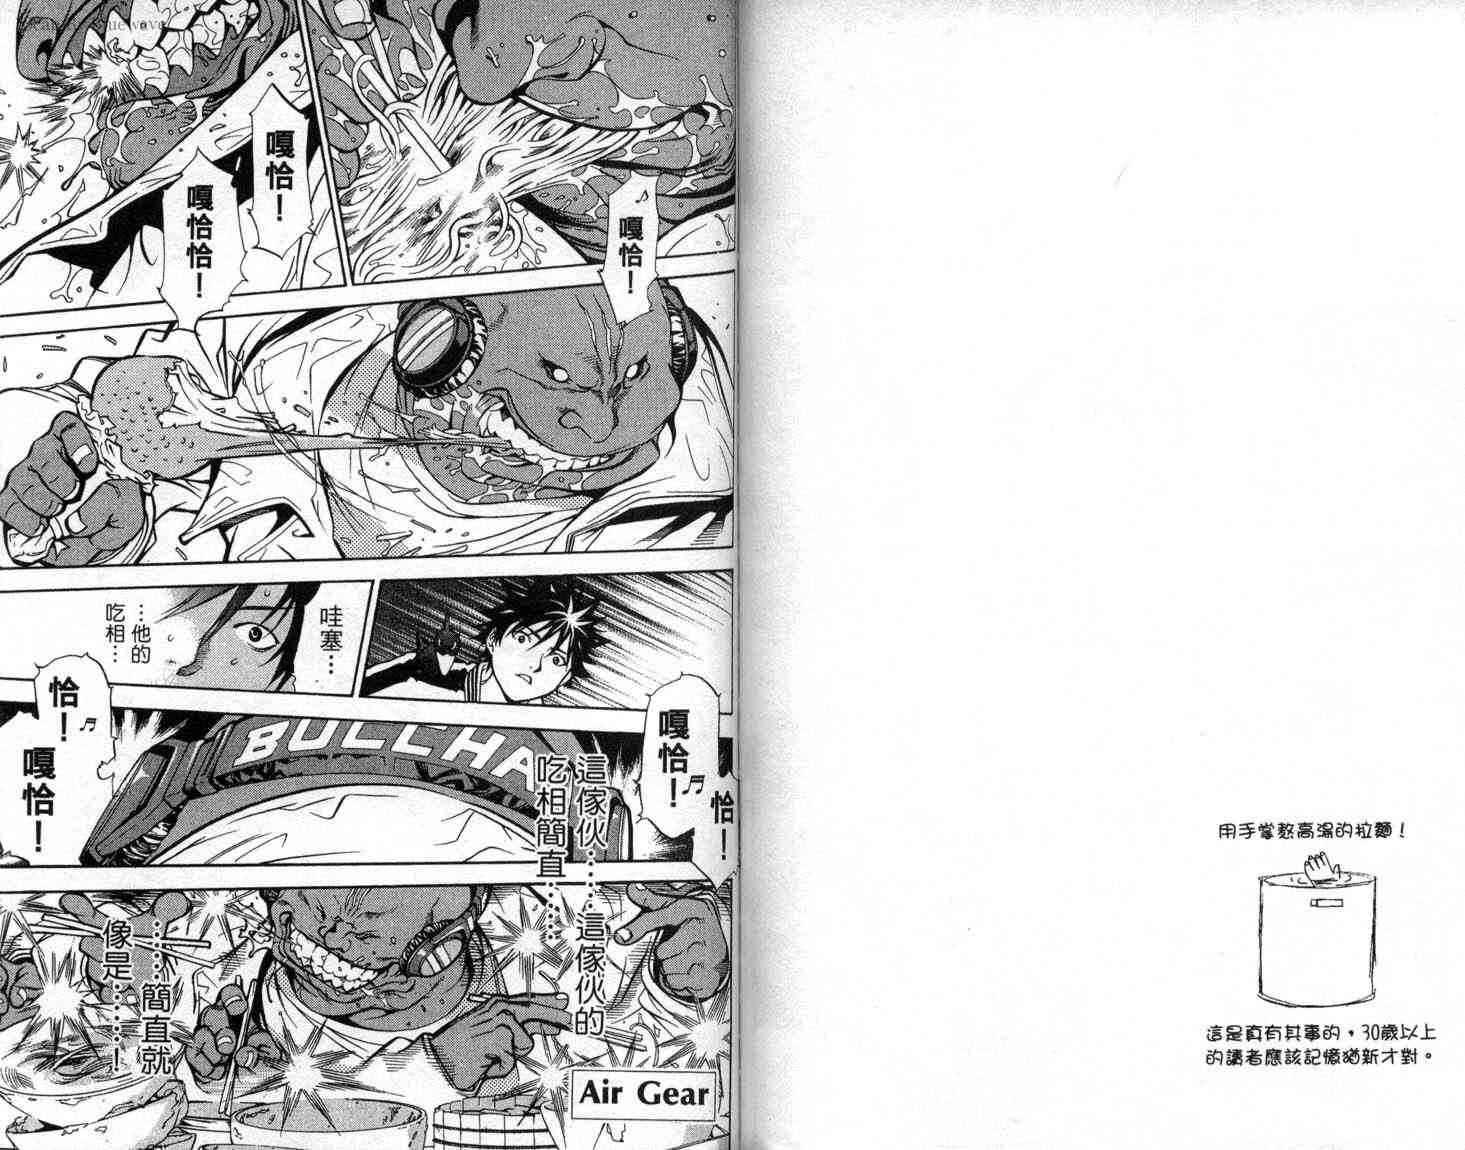 用手掌熬高湯的拉麵！
這是真有其事的，30歲以上
的讀者應該記憶猶新才對。
嘎恰！
嘎恰！
嘎恰恰！
哇塞…
…他的
吃相…
嘎恰！
恰！
恰！
嘎恰！
BUCCHA
這傢伙……這傢伙的
吃相簡直……
……簡直就
像是……！
Air Gear